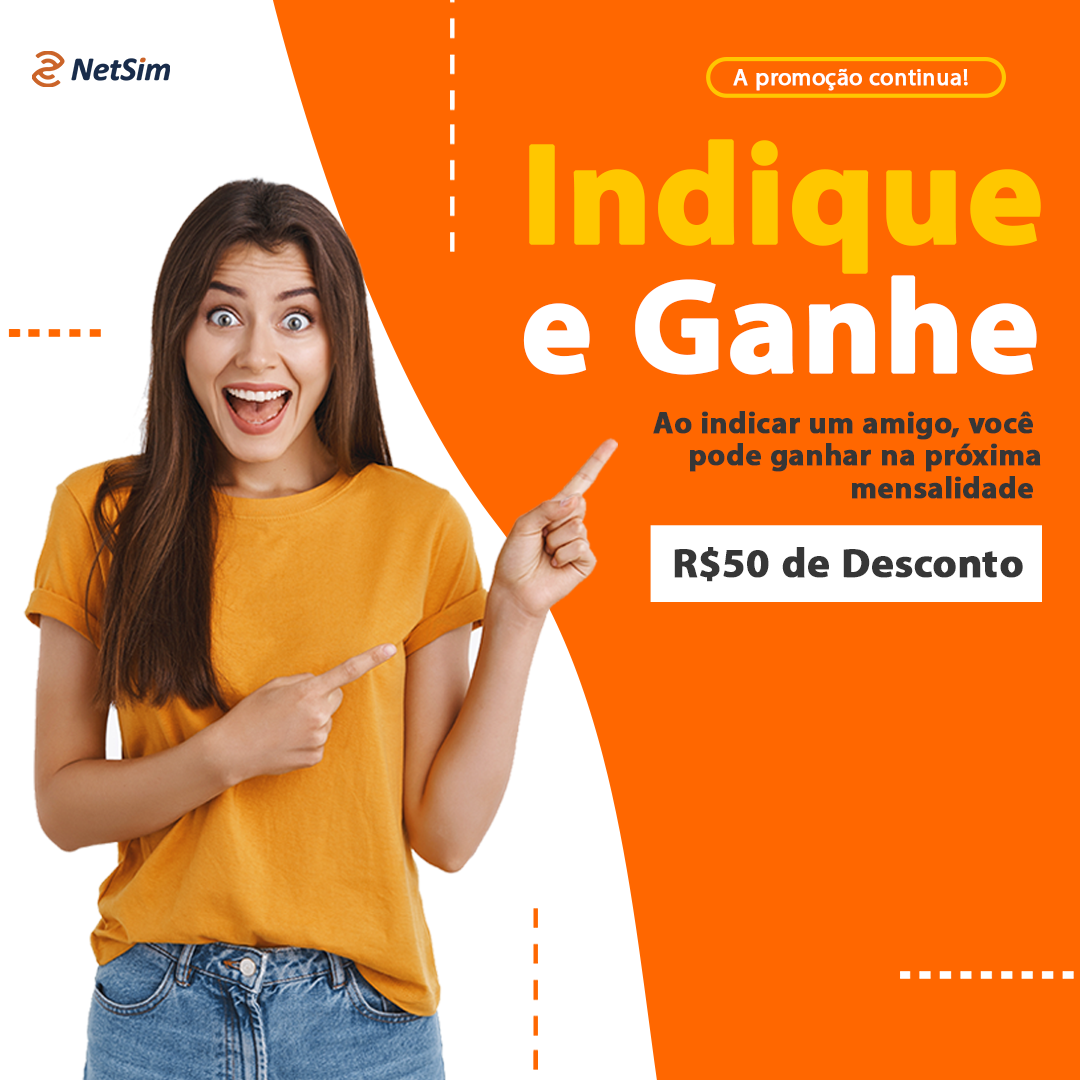 NetSim
A promoção continua!
Indique
e Ganhe
Ao indicar um amigo, você
pode ganhar na próxima
mensalidade
R$50 de Desconto